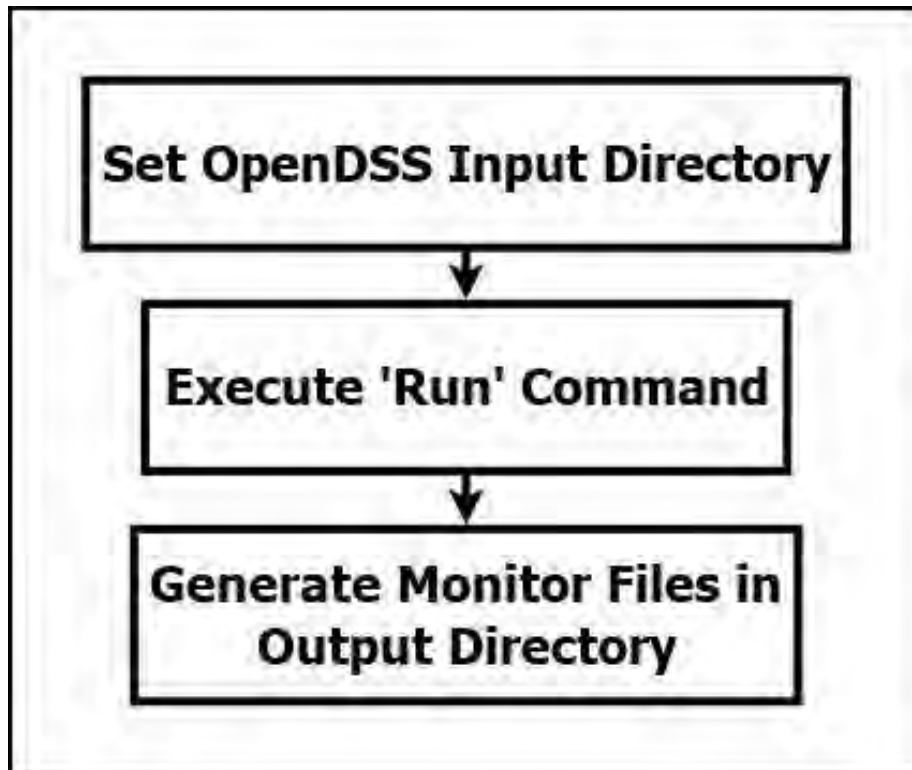 Set OpenDSS Input Directory
Execute 'Run' Command
Generate Monitor Files in
Output Directory